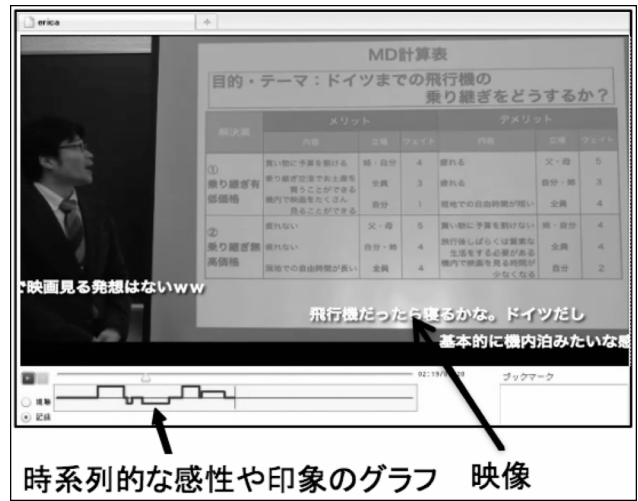 erica
MD計算表
目的・テーマ：ドイツまでの飛行機の
乗り継ぎをどうするか？
解決策
メリット
デメリット
内容
立場
ウェイト
内容
立場
ウェイト
①
乗り継ぎ有
低価格
買い物に予算を割ける
姉・自分
4
疲れる
父・母
5
乗り継ぎ空港でお土産を
買うことができる
全員
3
疲れる
自分・姉
3
機内で映画をたくさん
見ることができる
自分
1
現地での自由時間が短い
全員
4
②
乗り継ぎ無
高価格
疲れない
父・母
5
買い物に予算を割けない
姉・自分
4
疲れない
自分・姉
4
旅行後しばらくは質素な
生活をする必要がある
全員
4
現地での自由時間が長い
全員
4
機内で映画を見る時間が
少なくなる
自分
2
で映画見る発想はないｗｗ
飛行機だったら寝るかな。ドイツだし
基本的に機内泊みたいな感
02:19/
ブックマーク
視聴
記録
時系列的な感性や印象のグラフ
映像